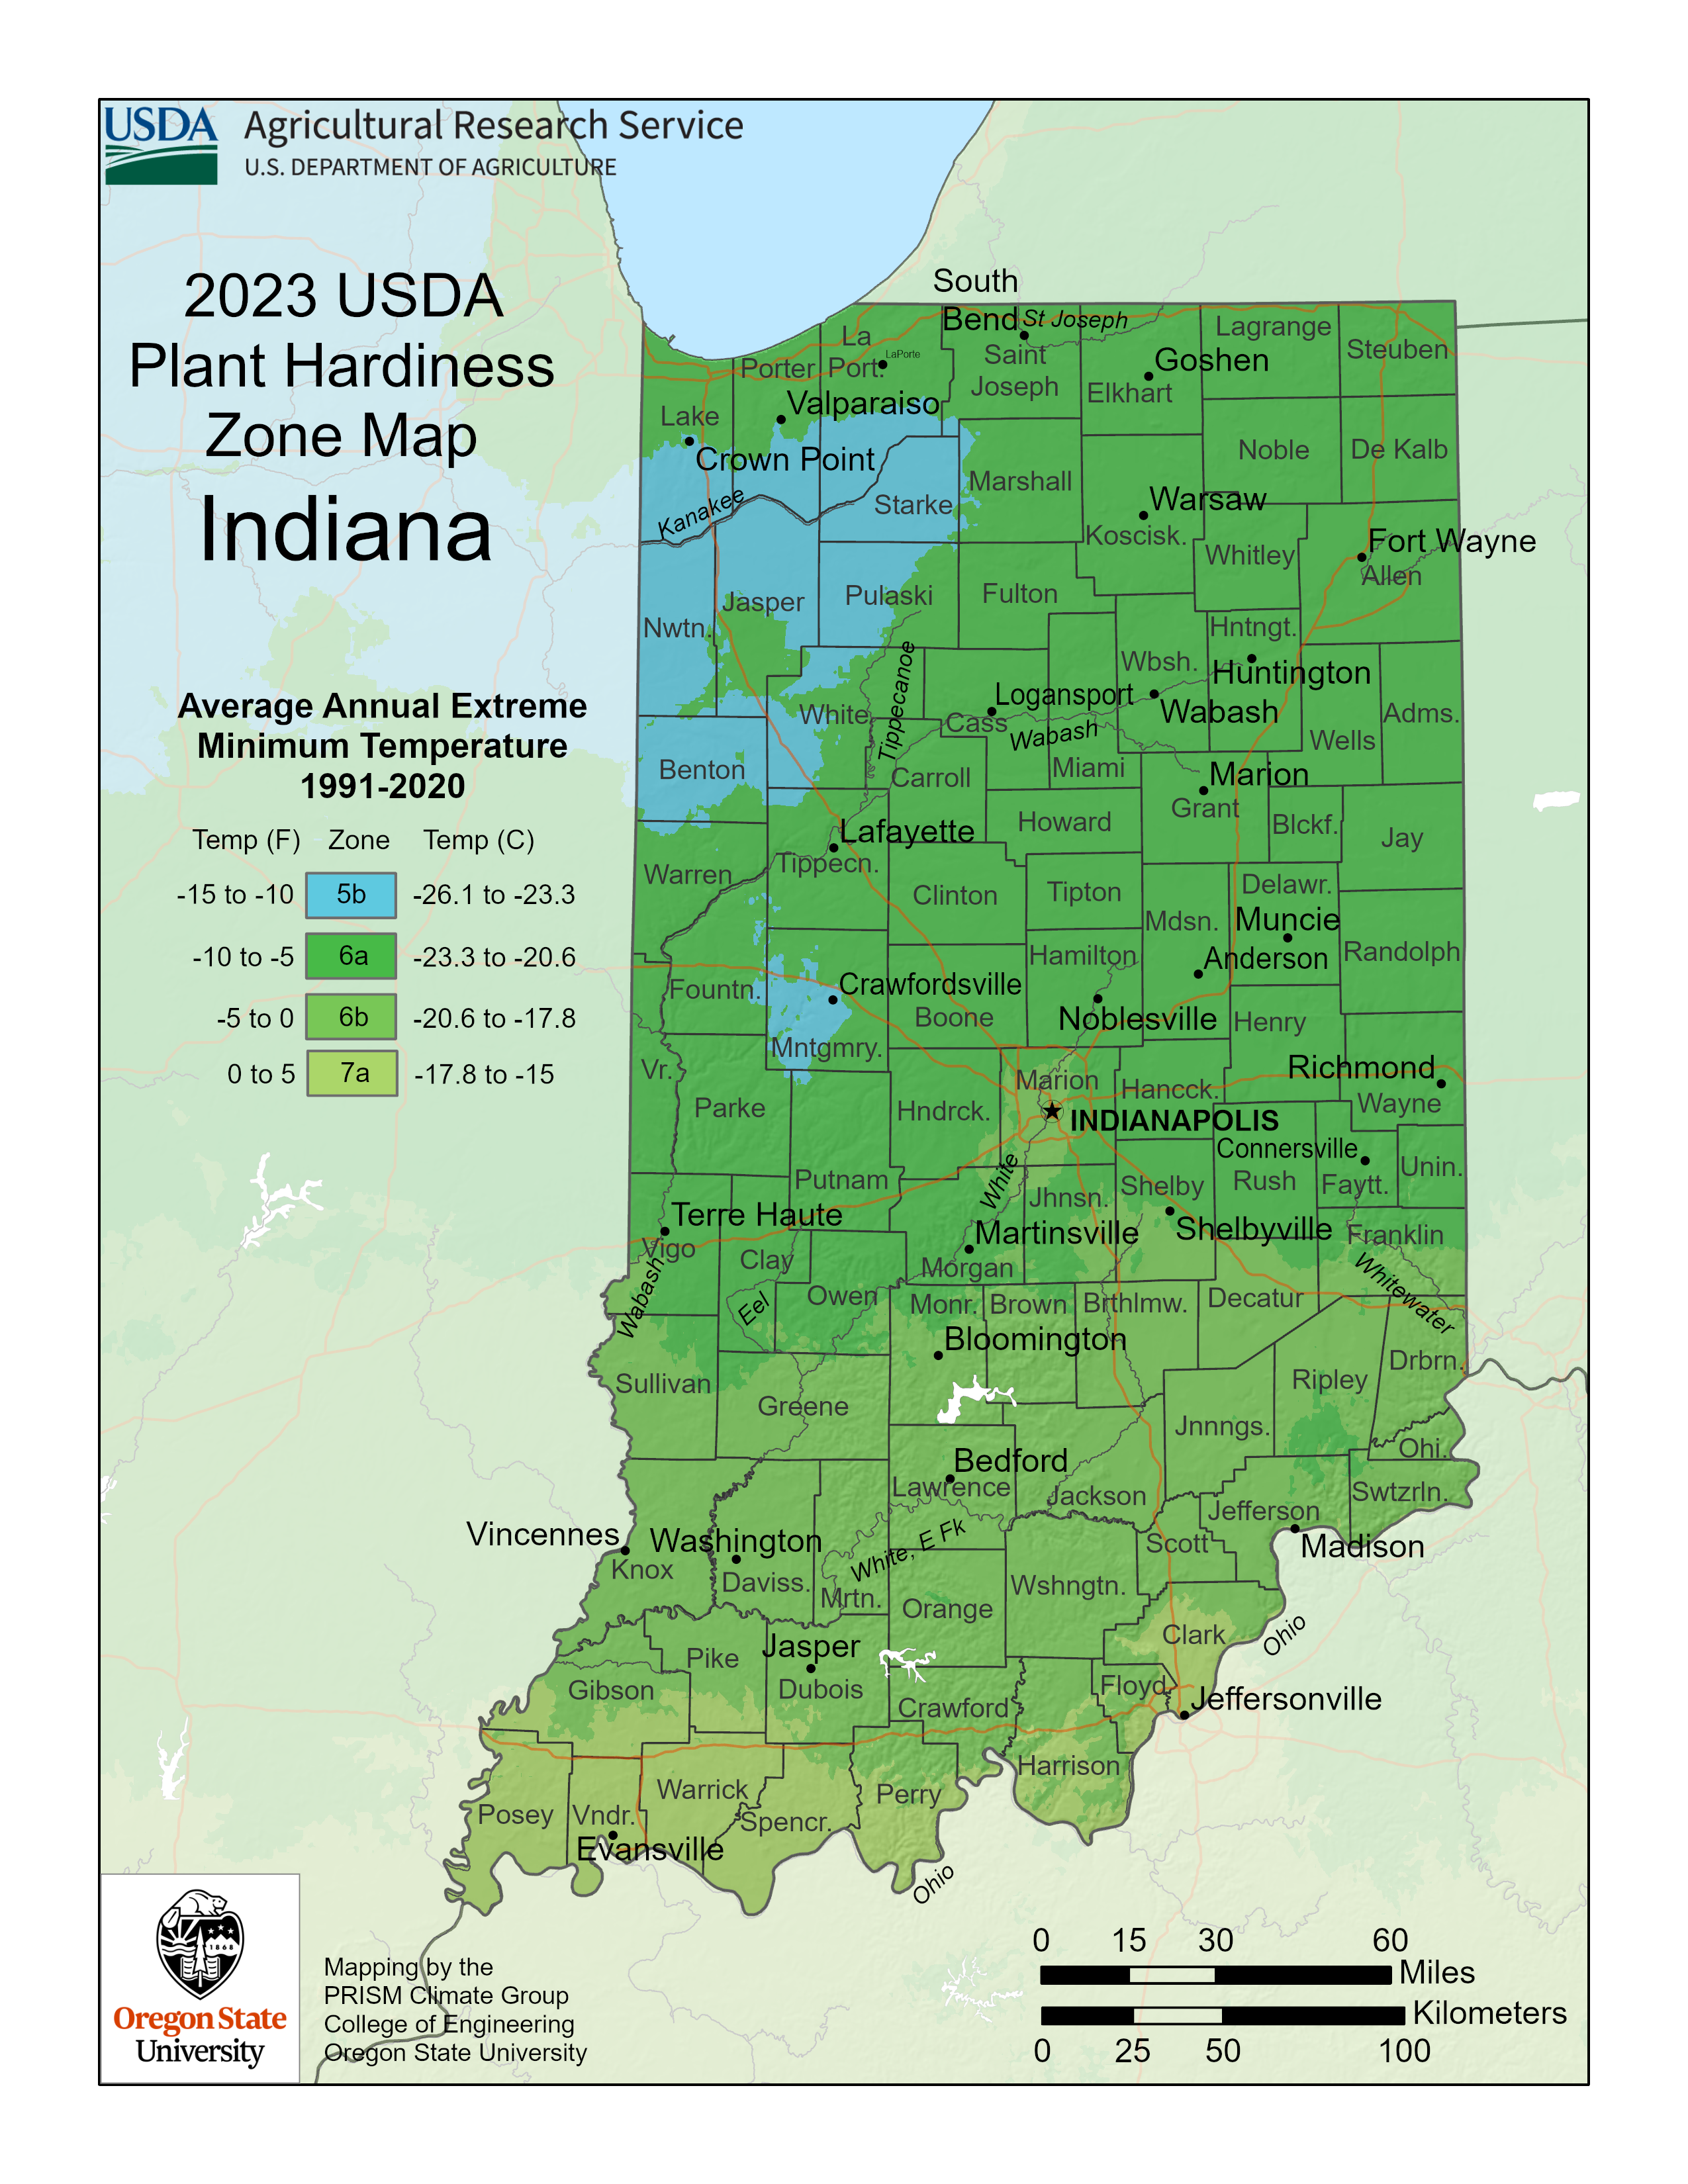 USDA
Agricultural Research Service
U.S. DEPARTMENT OF AGRICULTURE
2023 USDA
Plant Hardiness
Zone Map
Indiana
Average Annual Extreme
Minimum Temperature
1991-2020
Temp (F) Zone Temp (C)
-15 to -10 5b -26.1 to -23.3
-10 to -5 6a -23.3 to -20.6
-5 to 0 6b -20.6 to -17.8
0 to 5 7a -17.8 to -15
South
Bend
St Joseph
Lagrange
Steuben
La
Port.
LaPorte
Porter
Saint
Joseph
Goshen
Elkhart
Valparaiso
Lake
Crown Point
Noble
De Kalb
Marshall
Kanakee
Starke
Warsaw
Koscisk.
Whitley
Fort Wayne
Allen
Jasper
Pulaski
Fulton
Nwtn.
Hntngt.
Wbsh.
Huntington
Tippecanoe
Logansport
Wabash
White
Cass
Wabash
Miami
Adms.
Wells
Benton
Carroll
Marion
Grant
Howard
Blckf.
Jay
Lafayette
Tippecn.
Warren
Clinton
Tipton
Delawr.
Mdsn.
Muncie
Hamilton
Anderson
Randolph
Fountn.
Crawfordsville
Boone
Noblesville
Henry
Mntgmry.
Vr.
Marion
Hancck.
Richmond
Wayne
Parke
Hndrck.
INDIANAPOLIS
Connersville
Putnam
White
Jhnsn.
Shelby
Rush
Faytt.
Unin.
Terre Haute
Vigo
Martinsville
Shelbyville
Franklin
Clay
Morgan
Wabash
Eel
Owen
Monr.
Brown
Brthlmw.
Decatur
Whitewater
Bloomington
Drbrn.
Sullivan
Greene
Ripley
Jnnngs.
Ohi.
Bedford
Lawrence
Jackson
Jefferson
Swtzrln.
Vincennes
Washington
Knox
Daviss.
White, E Fk
Mrtn.
Scott
Madison
Orange
Wshngtn.
Clark
Ohio
Jasper
Pike
Dubois
Gibson
Crawford
Floyd
Jeffersonville
Harrison
Warrick
Perry
Posey
Vndr.
Spencr.
Evansville
Ohio
1868
Oregon State
University
Mapping by the
PRISM Climate Group
College of Engineering
Oregon State University
0 15 30 60
Miles
Kilometers
0 25 50 100